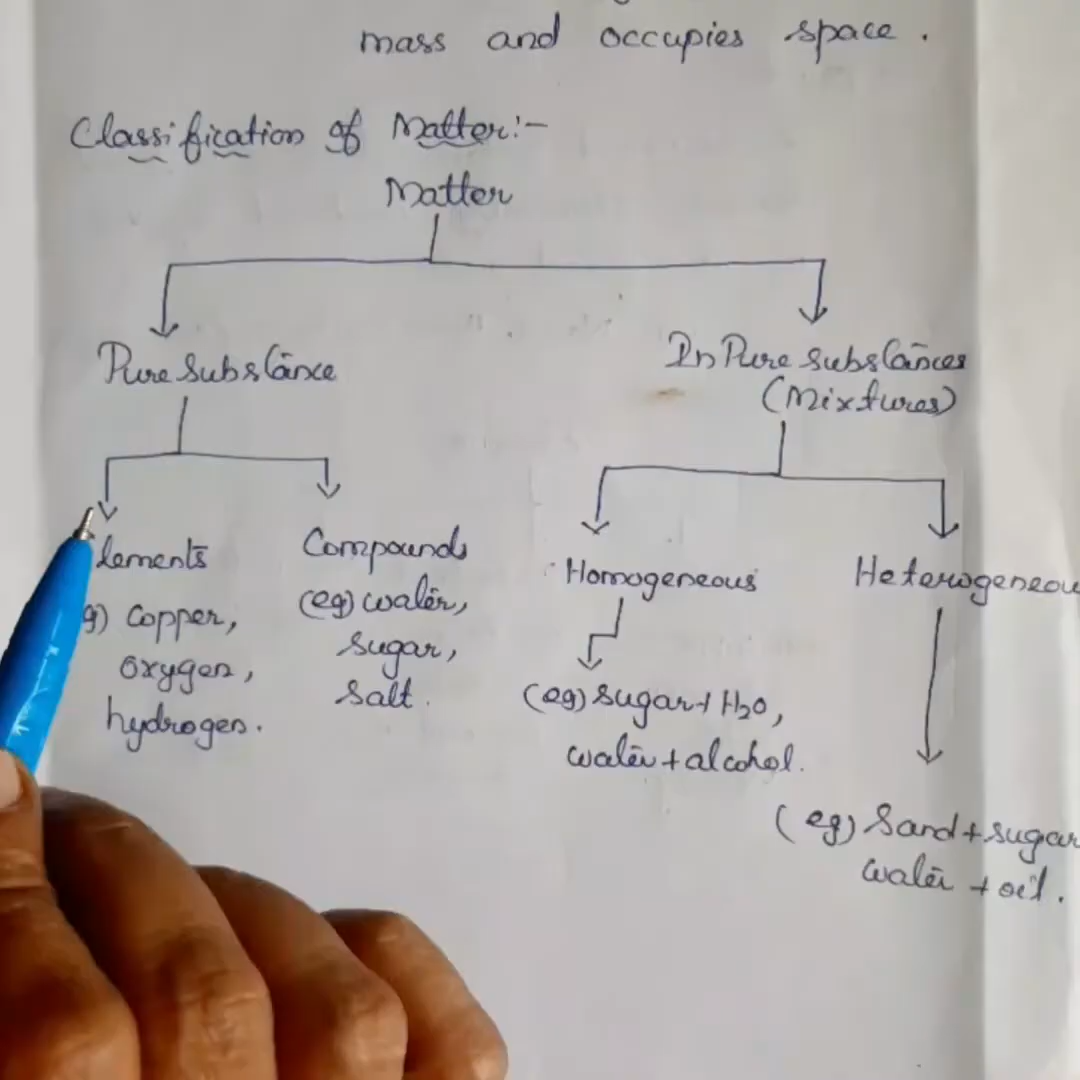 mass and occupies space.
Classification of Matter:-
Matter
Pure Substance
InPure Substances
(Mixtures)
lements
g) Copper,
oxygen,
hydrogen.
Compounds
(eg) water,
sugar,
salt.
Homogeneous
(eg) sugar + H2O,
water + alcohol.
Heterogeneou
(eg) Sand + sugar
water + oil.